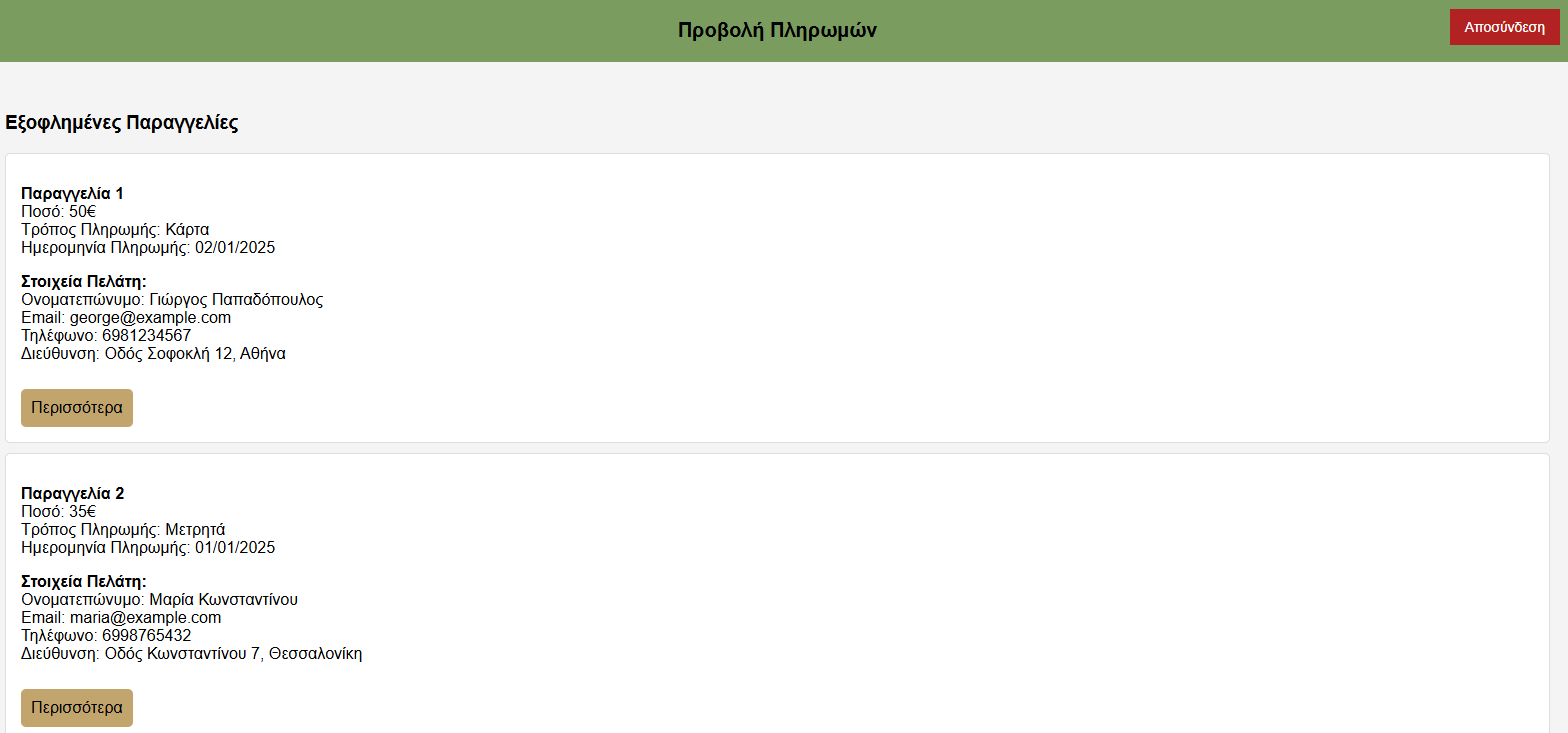 Προβολή Πληρωμών
Αποσύνδεση
Εξοφλημένες Παραγγελίες
Παραγγελία 1
Ποσό: 50€
Τρόπος Πληρωμής: Κάρτα
Ημερομηνία Πληρωμής: 02/01/2025
Στοιχεία Πελάτη:
Ονοματεπώνυμο: Γιώργος Παπαδόπουλος
Email: george@example.com
Τηλέφωνο: 6981234567
Διεύθυνση: Οδός Σοφοκλή 12, Αθήνα
Περισσότερα
Παραγγελία 2
Ποσό: 35€
Τρόπος Πληρωμής: Μετρητά
Ημερομηνία Πληρωμής: 01/01/2025
Στοιχεία Πελάτη:
Ονοματεπώνυμο: Μαρία Κωνσταντίνου
Email: maria@example.com
Τηλέφωνο: 6998765432
Διεύθυνση: Οδός Κωνσταντίνου 7, Θεσσαλονίκη
Περισσότερα